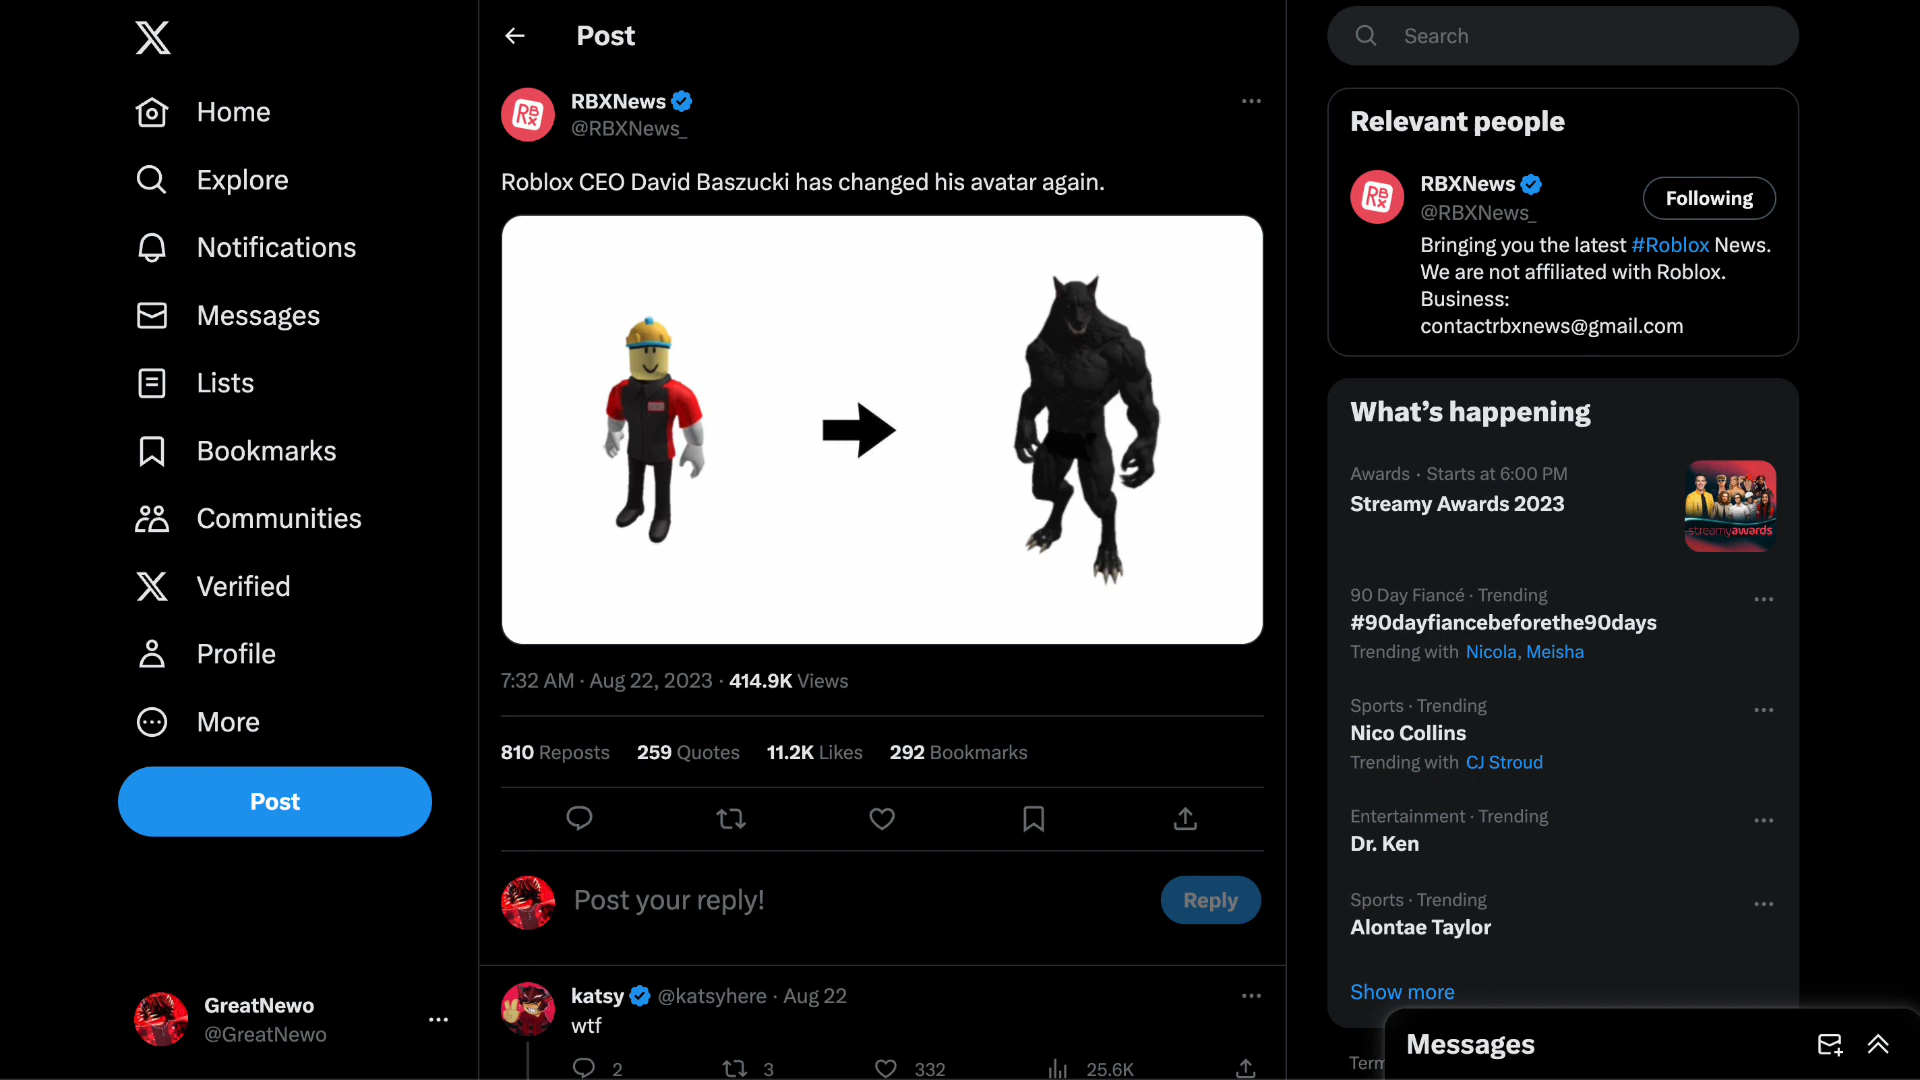 Home
Explore
Notifications
Messages
Lists
Bookmarks
Communities
Verified
Profile
More
Post
GreatNewo
@GreatNewo
Post
RBXNews
@RBXNews_
Roblox CEO David Baszucki has changed his avatar again.
7:32 AM · Aug 22, 2023 · 414.9K Views
810 Reposts 259 Quotes 11.2K Likes 292 Bookmarks
Post your reply!
Reply
katsy @katsyhere · Aug 22
wtf
2 3 332 25.6K
Search
Relevant people
RBXNews
@RBXNews_
Following
Bringing you the latest #Roblox News.
We are not affiliated with Roblox.
Business:
contactrbxnews@gmail.com
What's happening
Awards · Starts at 6:00 PM
Streamy Awards 2023
streamyawards
90 Day Fiancé · Trending
#90dayfiancebeforethe90days
Trending with Nicola, Meisha
Sports · Trending
Nico Collins
Trending with CJ Stroud
Entertainment · Trending
Dr. Ken
Sports · Trending
Alontae Taylor
Show more
Term
Messages